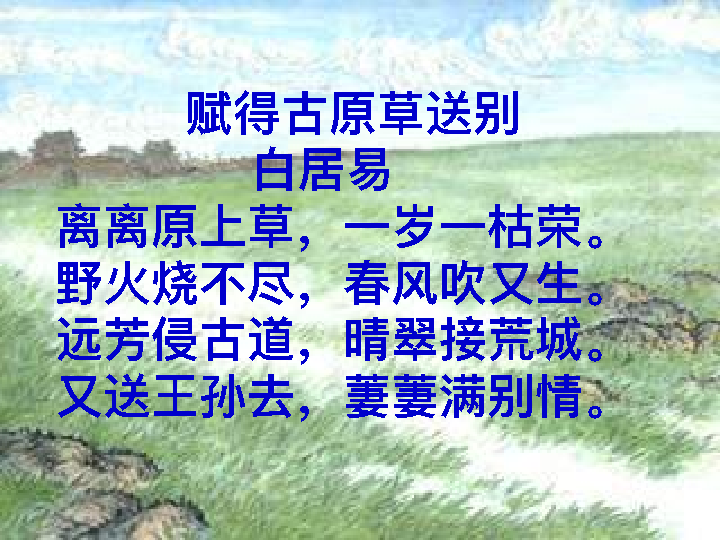 赋得古原草送别
白居易
离离原上草，一岁一枯荣。
野火烧不尽，春风吹又生。
远芳侵古道，晴翠接荒城。
又送王孙去，萋萋满别情。